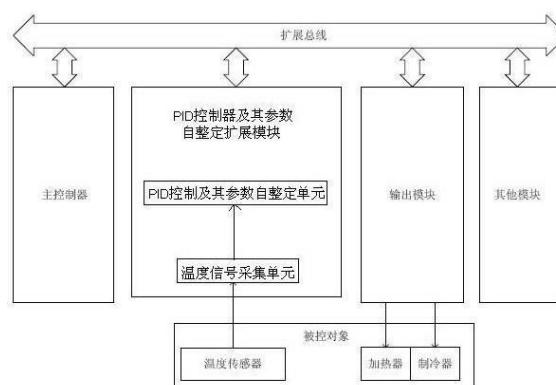 扩展总线
主控制器
PID控制器及其参数
自整定扩展模块
PID控制及其参数自整定单元
温度信号采集单元
输出模块
其他模块
被控对象
温度传感器
加热器
制冷器